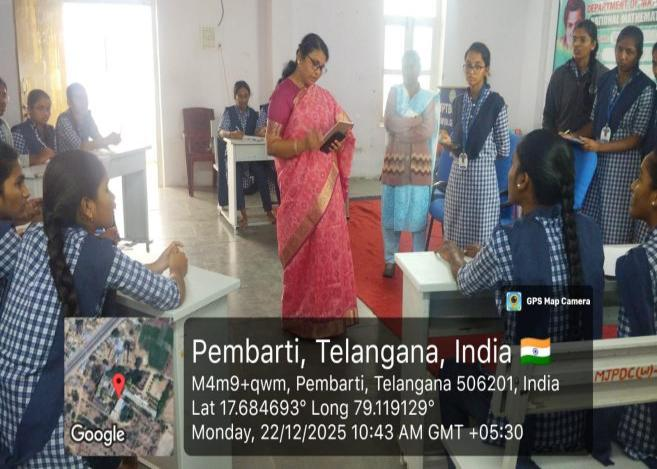 DEPARTMENT OF MA
NATIONAL MATHEMAT
GPS Map Camera
Pembarti, Telangana, India
M4m9+qwm, Pembarti, Telangana 506201, India
Lat 17.684693° Long 79.119129°
Monday, 22/12/2025 10:43 AM GMT +05:30
Google
MJPDC(W)-